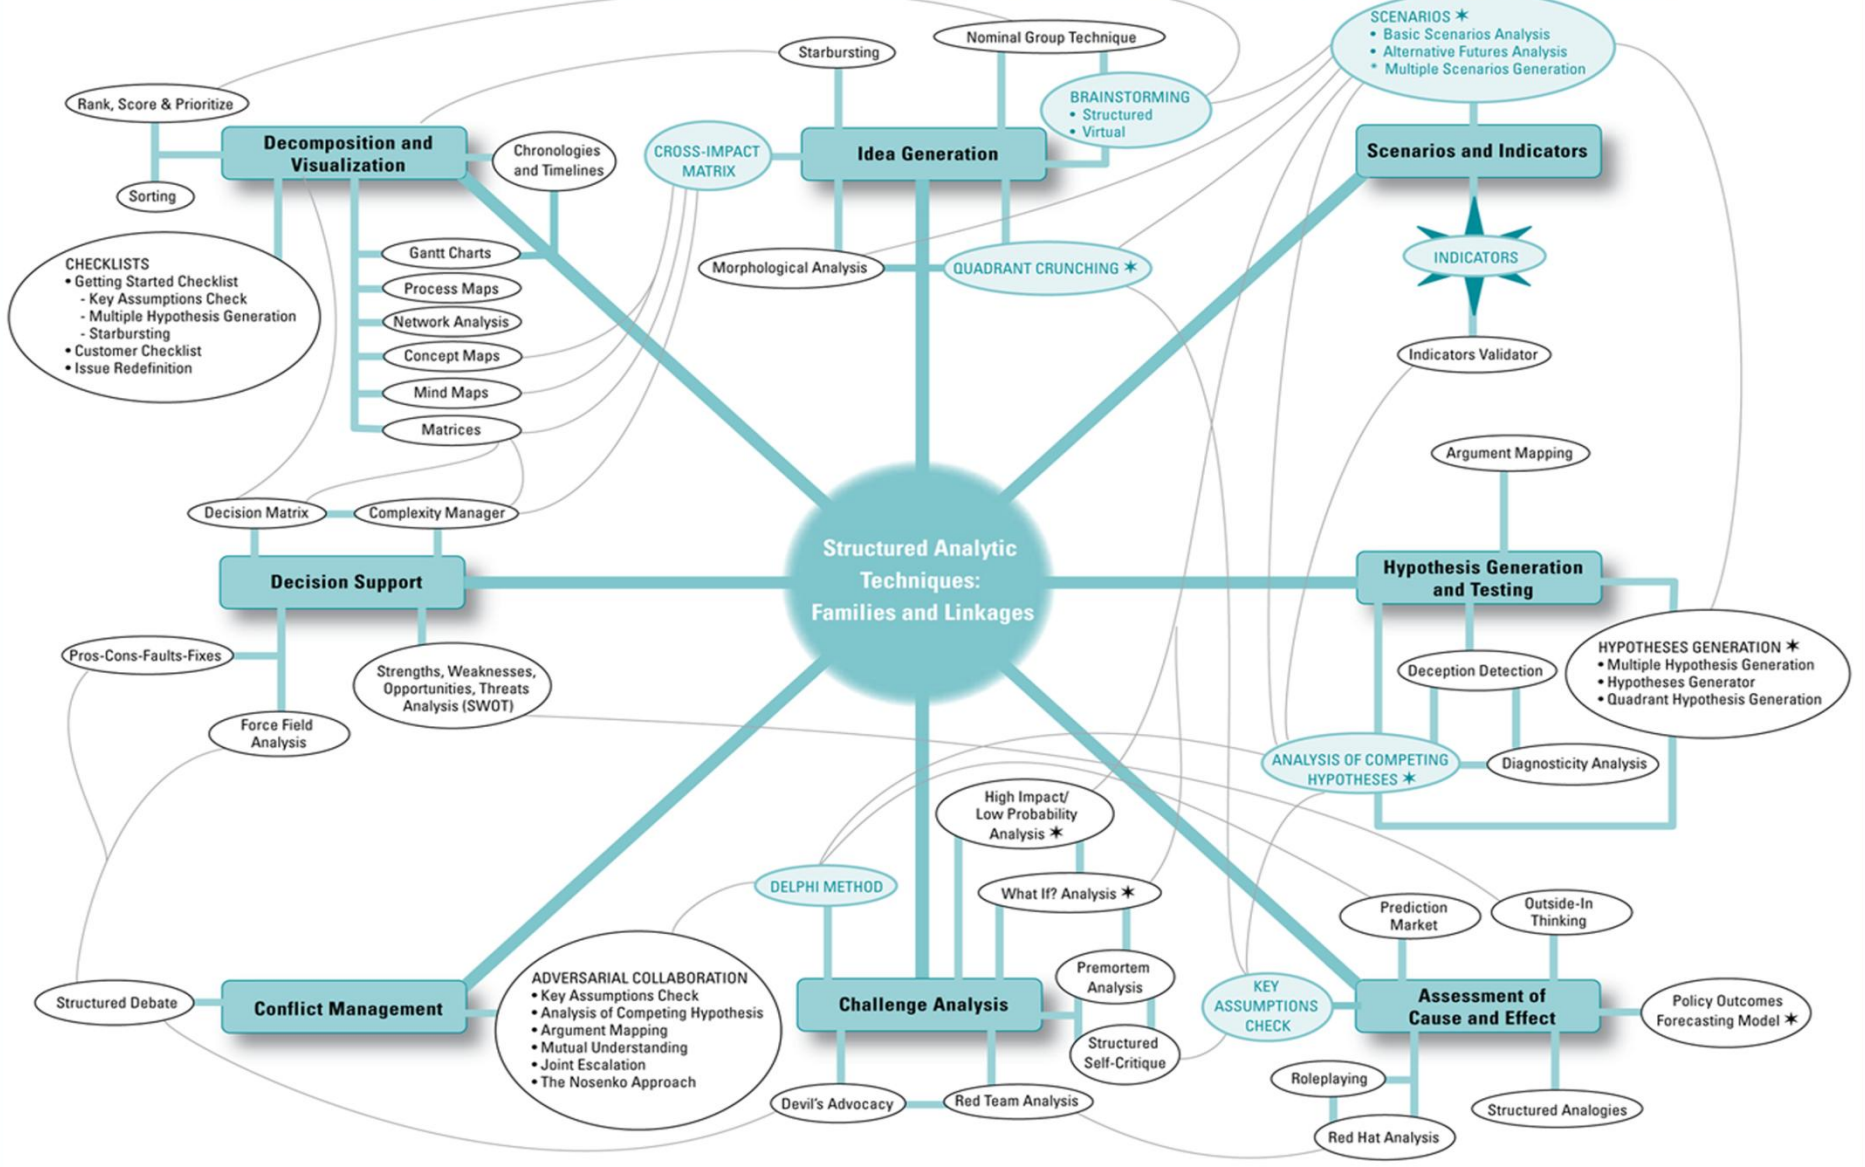 SCENARIOS ✶
• Basic Scenarios Analysis
• Alternative Futures Analysis
* Multiple Scenarios Generation
Nominal Group Technique
Starbursting
BRAINSTORMING
• Structured
• Virtual
Rank, Score & Prioritize
Decomposition and
Visualization
Chronologies
and Timelines
CROSS-IMPACT
MATRIX
Idea Generation
Scenarios and Indicators
Sorting
CHECKLISTS
• Getting Started Checklist
- Key Assumptions Check
- Multiple Hypothesis Generation
- Starbursting
• Customer Checklist
• Issue Redefinition
Gantt Charts
Process Maps
Network Analysis
Concept Maps
Mind Maps
Matrices
Morphological Analysis
QUADRANT CRUNCHING ✶
INDICATORS
Indicators Validator
Argument Mapping
Decision Matrix
Complexity Manager
Decision Support
Structured Analytic
Techniques:
Families and Linkages
Hypothesis Generation
and Testing
Pros-Cons-Faults-Fixes
Strengths, Weaknesses,
Opportunities, Threats
Analysis (SWOT)
Force Field
Analysis
Deception Detection
HYPOTHESES GENERATION ✶
• Multiple Hypothesis Generation
• Hypotheses Generator
• Quadrant Hypothesis Generation
ANALYSIS OF COMPETING
HYPOTHESES ✶
Diagnosticity Analysis
High Impact/
Low Probability
Analysis ✶
DELPHI METHOD
What If? Analysis ✶
Prediction
Market
Outside-In
Thinking
Structured Debate
Conflict Management
ADVERSARIAL COLLABORATION
• Key Assumptions Check
• Analysis of Competing Hypothesis
• Argument Mapping
• Mutual Understanding
• Joint Escalation
• The Nosenko Approach
Challenge Analysis
Premortem
Analysis
Structured
Self-Critique
KEY
ASSUMPTIONS
CHECK
Assessment of
Cause and Effect
Policy Outcomes
Forecasting Model ✶
Devil's Advocacy
Red Team Analysis
Roleplaying
Red Hat Analysis
Structured Analogies